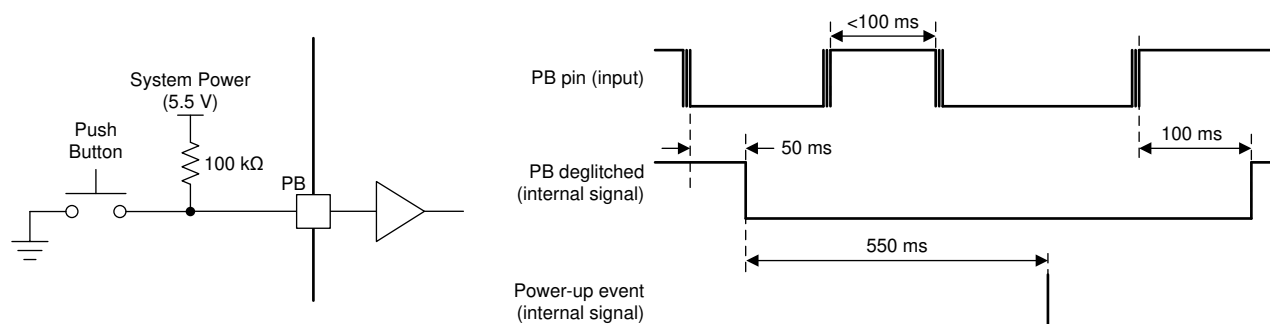 System Power
(5.5 V)
Push
Button
100 kΩ
PB
<100 ms
PB pin (input)
50 ms
100 ms
PB deglitched
(internal signal)
550 ms
Power-up event
(internal signal)